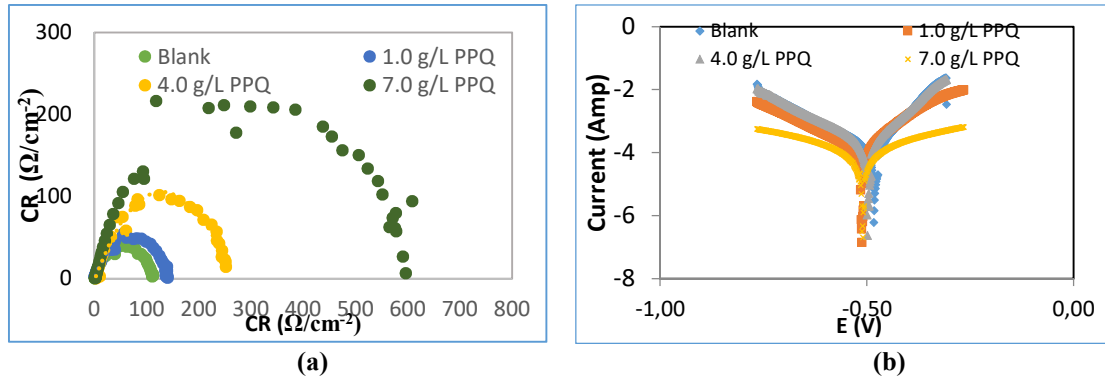 300
200
100
0
CR (Ω/cm⁻²)
Blank
1.0 g/L PPQ
4.0 g/L PPQ
7.0 g/L PPQ
0 100 200 300 400 500 600 700 800
CR (Ω/cm⁻²)
(a)
-0
-2
-4
-6
-8
Current (Amp)
Blank
1.0 g/L PPQ
4.0 g/L PPQ
7.0 g/L PPQ
-1,00 -0,50 0,00
E (V)
(b)